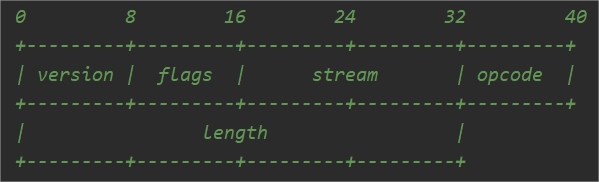 0         8        16        24        32         40
+---------+---------+---------+---------+---------+
| version |  flags  |      stream       | opcode  |
+---------+---------+---------+---------+---------+
|                length                 |
+---------+---------+---------+---------+